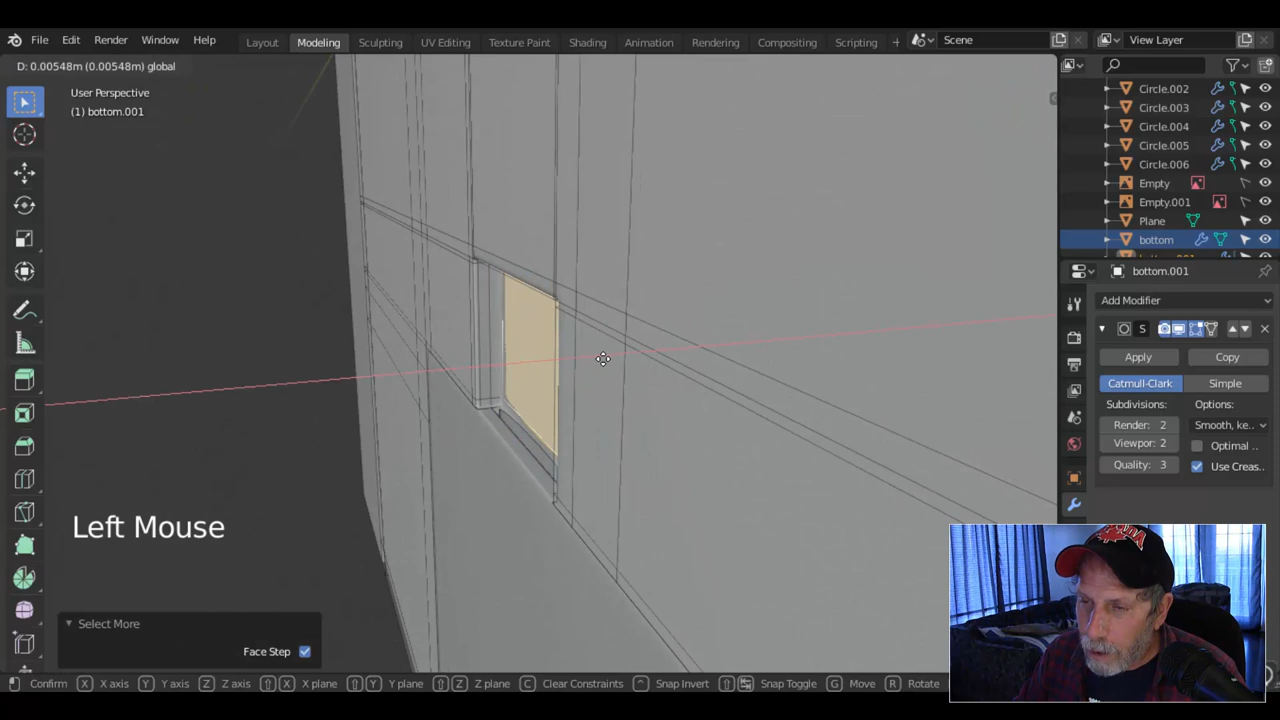 File Edit Render Window Help Layout Modeling Sculpting UV Editing Texture Paint Shading Animation Rendering Compositing Scripting + Scene View Layer
D: 0.00548m (0.00548m) global
User Perspective
(1) bottom.001
Circle.002
Circle.003
Circle.004
Circle.005
Circle.006
Empty
Empty.001
Plane
bottom
bottom.001
Add Modifier
S
Apply Copy
Catmull-Clark Simple
Subdivisions: Options:
Render: 2 Smooth, ke..
Viewpor: 2 Optimal ..
Quality: 3 Use Creas..
Left Mouse
Select More
Face Step
Confirm X X axis Y Y axis Z Z axis X X plane Y Y plane Z Z plane C Clear Constraints Snap Invert Snap Toggle G Move R Rotate